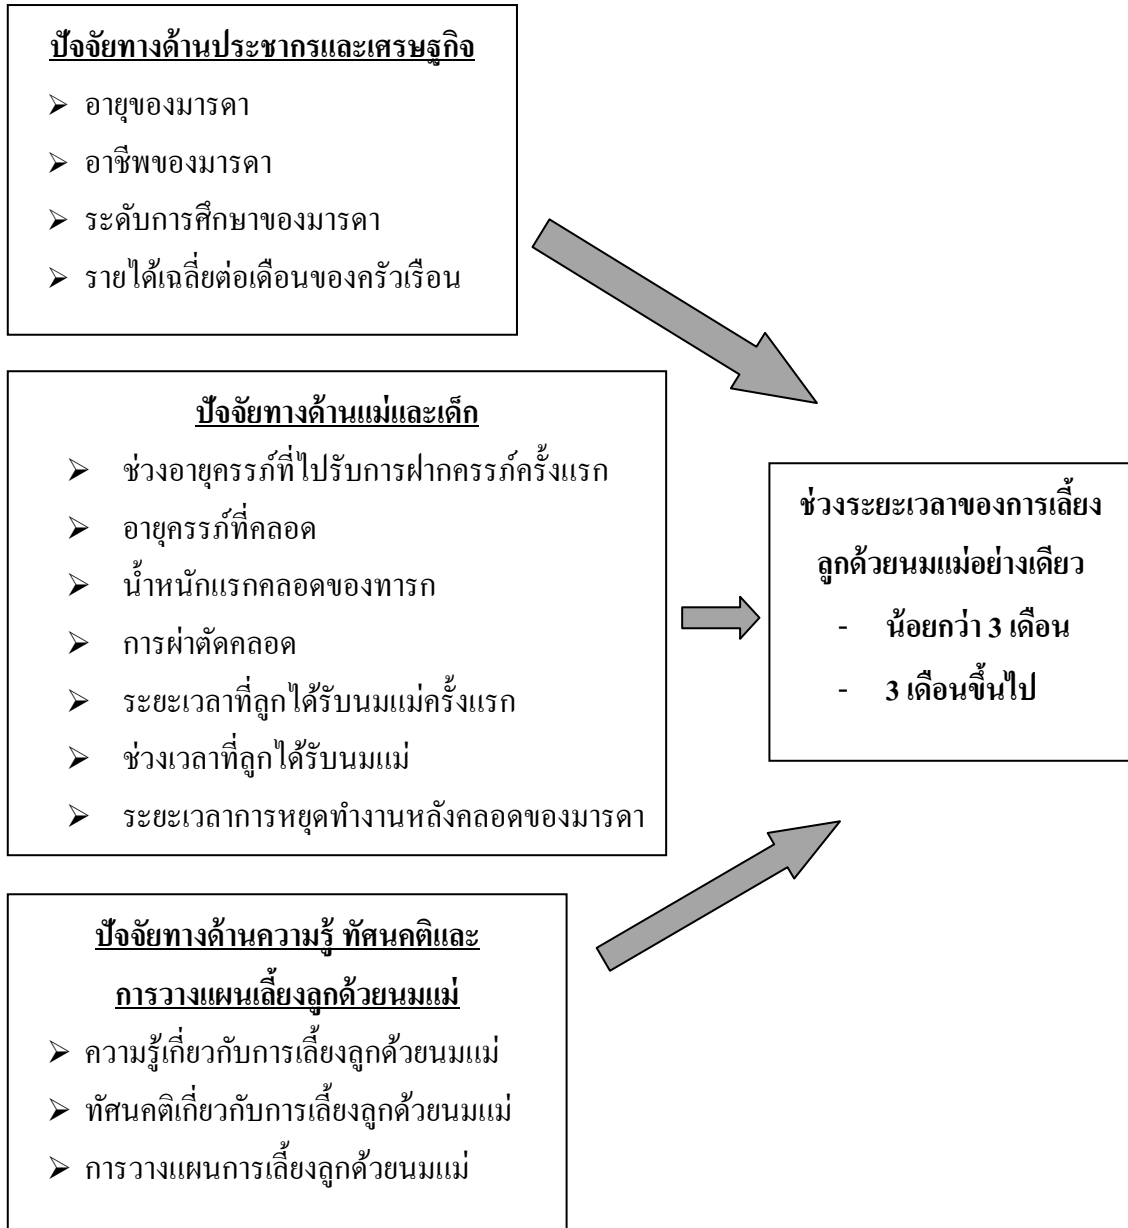 ปัจจัยทางด้านประชากรและเศรษฐกิจ
➢ อายุของมารดา
➢ อาชีพของมารดา
➢ ระดับการศึกษาของมารดา
➢ รายได้เฉลี่ยต่อเดือนของครัวเรือน
ปัจจัยทางด้านแม่และเด็ก
➢ ช่วงอายุครรภ์ที่ไปรับการฝากครรภ์ครั้งแรก
➢ อายุครรภ์ที่คลอด
➢ น้ำหนักแรกคลอดของทารก
➢ การผ่าตัดคลอด
➢ ระยะเวลาที่ลูกได้รับนมแม่ครั้งแรก
➢ ช่วงเวลาที่ลูกได้รับนมแม่
➢ ระยะเวลาการหยุดทำงานหลังคลอดของมารดา
ปัจจัยทางด้านความรู้ ทัศนคติและ
การวางแผนเลี้ยงลูกด้วยนมแม่
➢ ความรู้เกี่ยวกับการเลี้ยงลูกด้วยนมแม่
➢ ทัศนคติเกี่ยวกับการเลี้ยงลูกด้วยนมแม่
➢ การวางแผนการเลี้ยงลูกด้วยนมแม่
ช่วงระยะเวลาของการเลี้ยง
ลูกด้วยนมแม่อย่างเดียว
- น้อยกว่า 3 เดือน
- 3 เดือนขึ้นไป